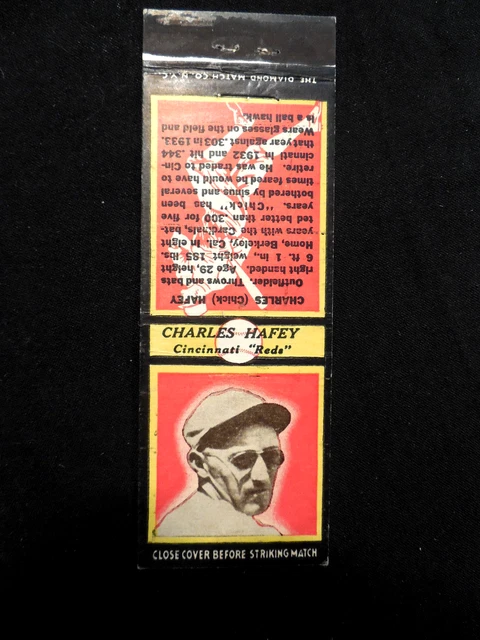 CHARLES (Chick) HAFEY
Outfielder. Throws and bats
right handed. Age 29, height
6 ft. 1 in., weight 185 lbs.
Home, Berkeley, Cal. In eight
years with the Cardinals, bat-
ted better than .300 for five
years. "Chick" has been
bothered by sinus and several
times feared he would have to
retire. He was traded to Cin-
cinnati in 1932 and hit .344
that year against .303 in 1933.
Wears glasses on the field and
is a ball hawk.
THE DIAMOND MATCH CO., N.Y.C.
CHARLES HAFEY
Cincinnati "Reds"
CLOSE COVER BEFORE STRIKING MATCH